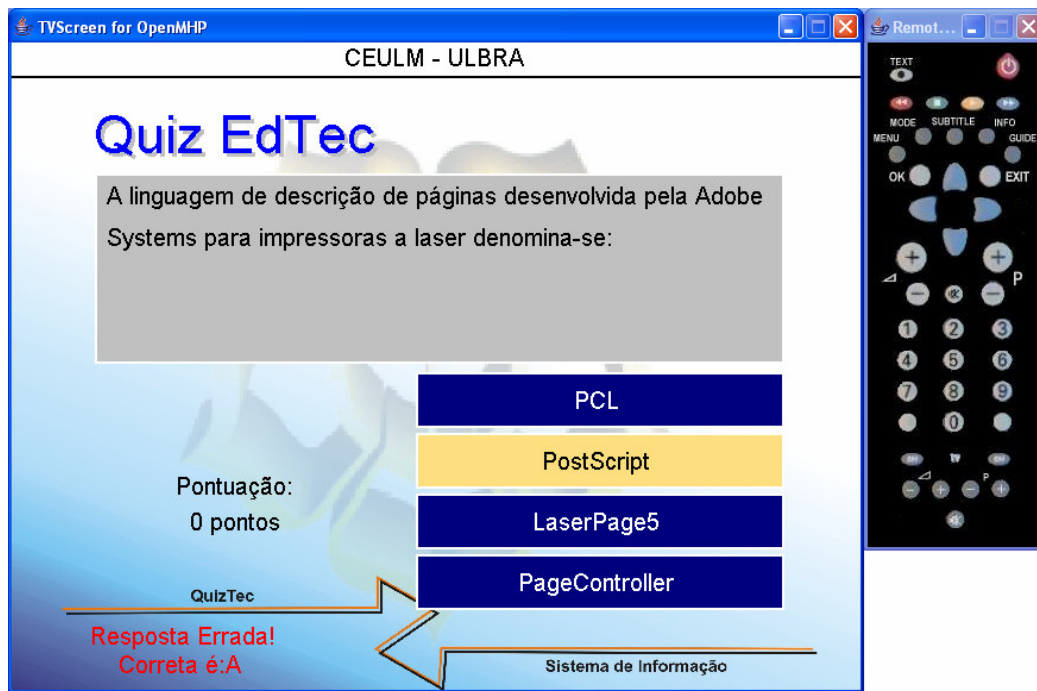 TVScreen for OpenMHP
CEULM - ULBRA
Quiz EdTec
A linguagem de descrição de páginas desenvolvida pela Adobe
Systems para impressoras a laser denomina-se:
PCL
PostScript
LaserPage5
PageController
Pontuação:
0 pontos
QuizTec
Resposta Errada!
Correta é:A
Sistema de Informação
Remot...
TEXT
MODE SUBTITLE INFO
MENU GUIDE
OK EXIT
P
1 2 3
4 5 6
7 8 9
0
TV
P